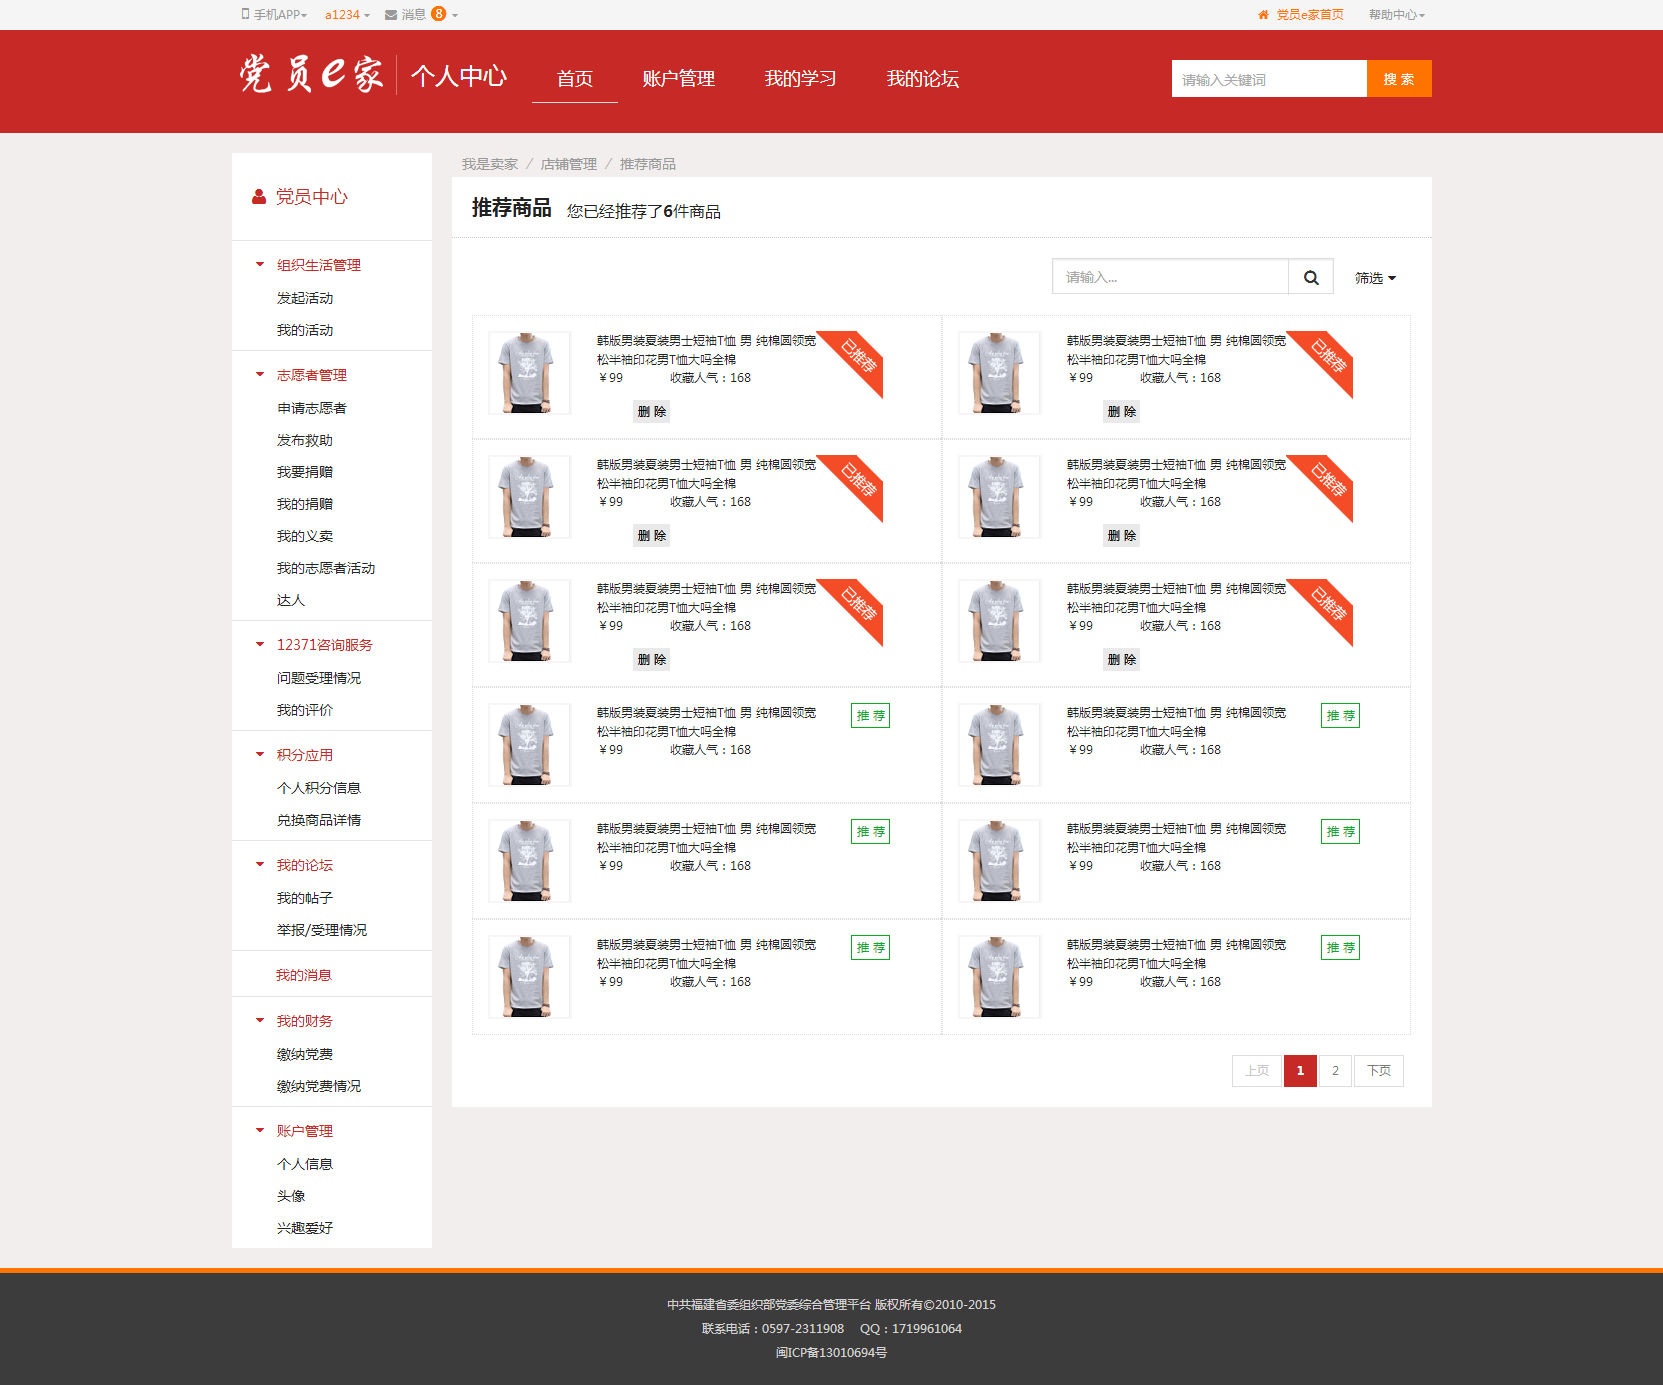 手机APP a1234 消息 8 党员e家首页 帮助中心
党员e家 个人中心 首页 账户管理 我的学习 我的论坛 请输入关键词 搜 索
党员中心
组织生活管理
发起活动
我的活动
志愿者管理
申请志愿者
发布救助
我要捐赠
我的捐赠
我的义卖
我的志愿者活动
达人
12371咨询服务
问题受理情况
我的评价
积分应用
个人积分信息
兑换商品详情
我的论坛
我的帖子
举报/受理情况
我的消息
我的财务
缴纳党费
缴纳党费情况
账户管理
个人信息
头像
兴趣爱好
我是卖家 / 店铺管理 / 推荐商品
推荐商品 您已经推荐了6件商品
请输入... 筛选
韩版男装夏装男士短袖T恤 男 纯棉圆领宽
松半袖印花男T恤大吗全棉
￥99 收藏人气：168
已推荐
删 除
韩版男装夏装男士短袖T恤 男 纯棉圆领宽
松半袖印花男T恤大吗全棉
￥99 收藏人气：168
已推荐
删 除
韩版男装夏装男士短袖T恤 男 纯棉圆领宽
松半袖印花男T恤大吗全棉
￥99 收藏人气：168
已推荐
删 除
韩版男装夏装男士短袖T恤 男 纯棉圆领宽
松半袖印花男T恤大吗全棉
￥99 收藏人气：168
已推荐
删 除
韩版男装夏装男士短袖T恤 男 纯棉圆领宽
松半袖印花男T恤大吗全棉
￥99 收藏人气：168
已推荐
删 除
韩版男装夏装男士短袖T恤 男 纯棉圆领宽
松半袖印花男T恤大吗全棉
￥99 收藏人气：168
已推荐
删 除
韩版男装夏装男士短袖T恤 男 纯棉圆领宽
松半袖印花男T恤大吗全棉
￥99 收藏人气：168
推 荐
韩版男装夏装男士短袖T恤 男 纯棉圆领宽
松半袖印花男T恤大吗全棉
￥99 收藏人气：168
推 荐
韩版男装夏装男士短袖T恤 男 纯棉圆领宽
松半袖印花男T恤大吗全棉
￥99 收藏人气：168
推 荐
韩版男装夏装男士短袖T恤 男 纯棉圆领宽
松半袖印花男T恤大吗全棉
￥99 收藏人气：168
推 荐
韩版男装夏装男士短袖T恤 男 纯棉圆领宽
松半袖印花男T恤大吗全棉
￥99 收藏人气：168
推 荐
韩版男装夏装男士短袖T恤 男 纯棉圆领宽
松半袖印花男T恤大吗全棉
￥99 收藏人气：168
推 荐
上页 1 2 下页
中共福建省委组织部党委综合管理平台 版权所有©2010-2015
联系电话：0597-2311908 QQ：1719961064
闽ICP备13010694号